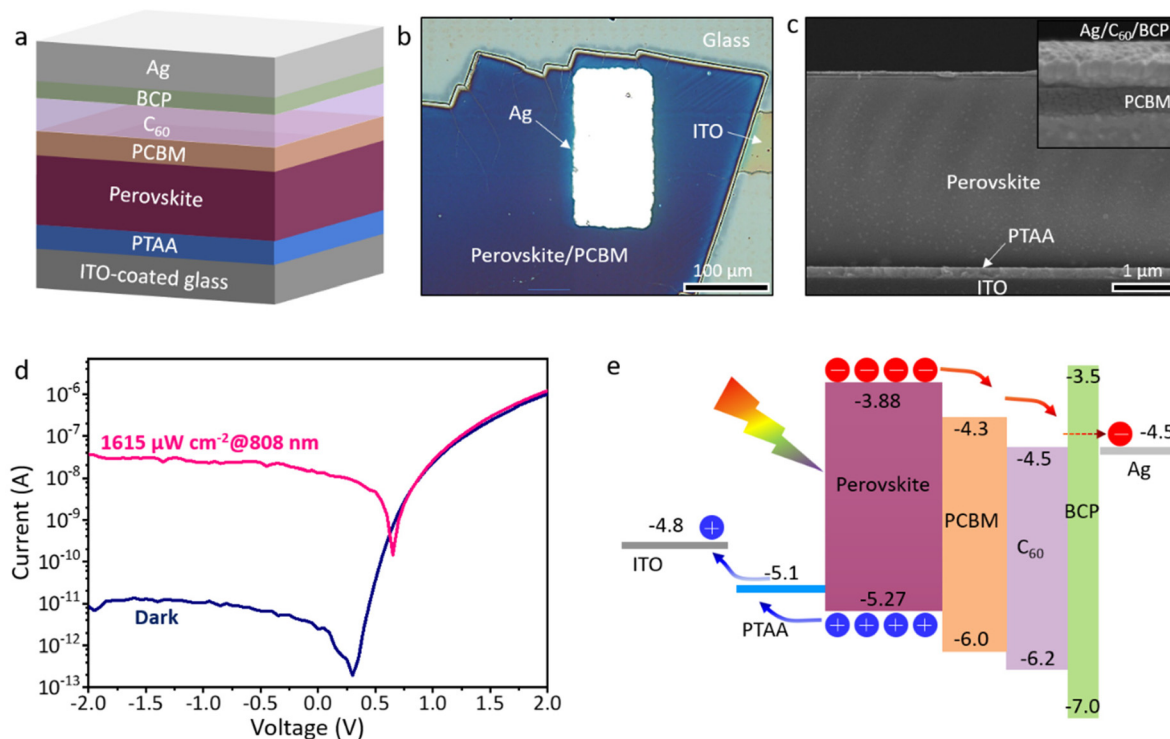 a
Ag
BCP
C₆₀
PCBM
Perovskite
PTAA
ITO-coated glass
b
Glass
Ag
ITO
Perovskite/PCBM
100 μm
c
Ag/C₆₀/BCP
PCBM
Perovskite
PTAA
ITO
1 μm
d
10⁻⁶
10⁻⁷
10⁻⁸
10⁻⁹
10⁻¹⁰
10⁻¹¹
10⁻¹²
10⁻¹³
Current (A)
1615 μW cm⁻²@808 nm
Dark
-2.0 -1.5 -1.0 -0.5 0.0 0.5 1.0 1.5 2.0
Voltage (V)
e
−4.8
ITO
−5.1
PTAA
-3.88
Perovskite
-5.27
-4.3
PCBM
-6.0
-4.5
C₆₀
-6.2
-3.5
BCP
-7.0
-4.5
Ag